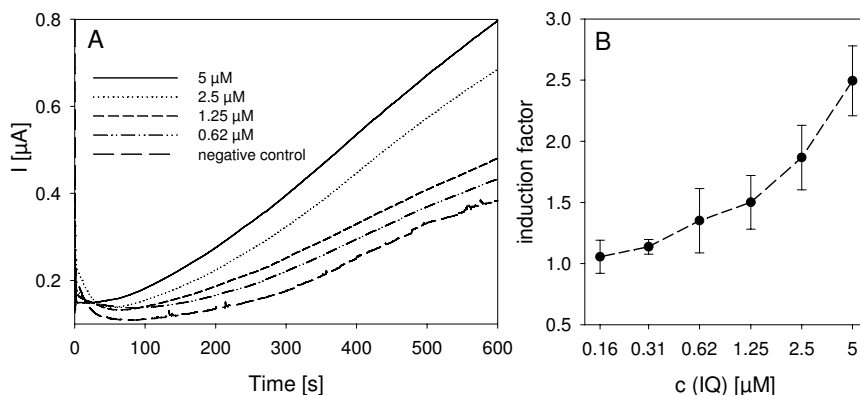 A
5 µM
2.5 µM
1.25 µM
0.62 µM
negative control
I [µA]
0.8
0.6
0.4
0.2
0 100 200 300 400 500 600
Time [s]
B
induction factor
3.0
2.5
2.0
1.5
1.0
0.5
0.16 0.31 0.62 1.25 2.5 5
c (IQ) [µM]